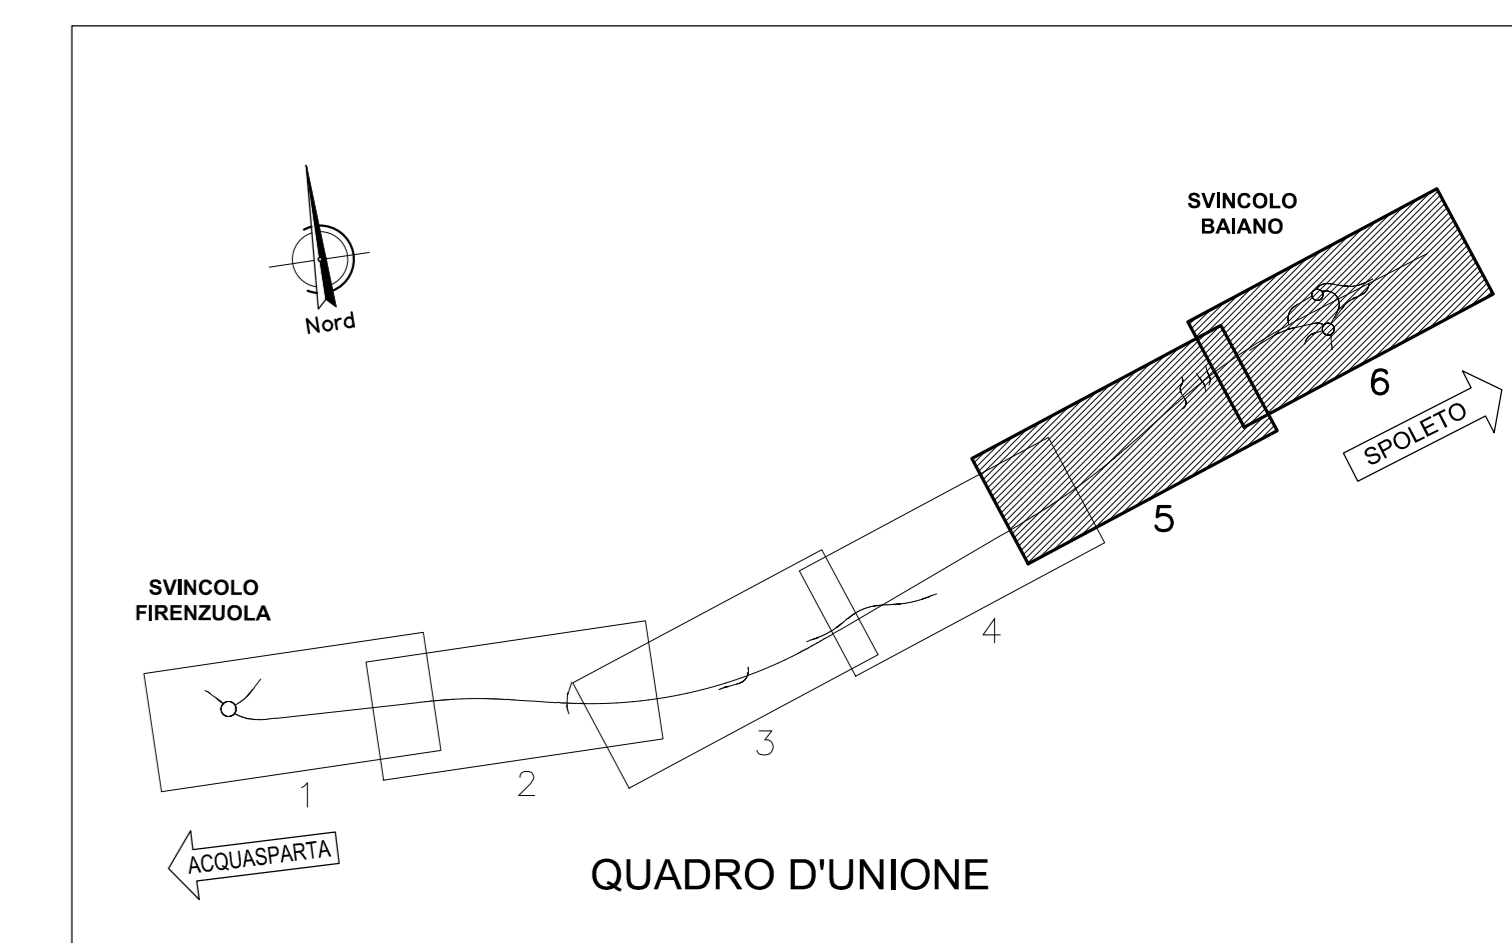 Nord
SVINCOLO
BAIANO
6
SPOLETO
5
SVINCOLO
FIRENZUOLA
4
3
2
1
ACQUASPARTA
QUADRO D'UNIONE